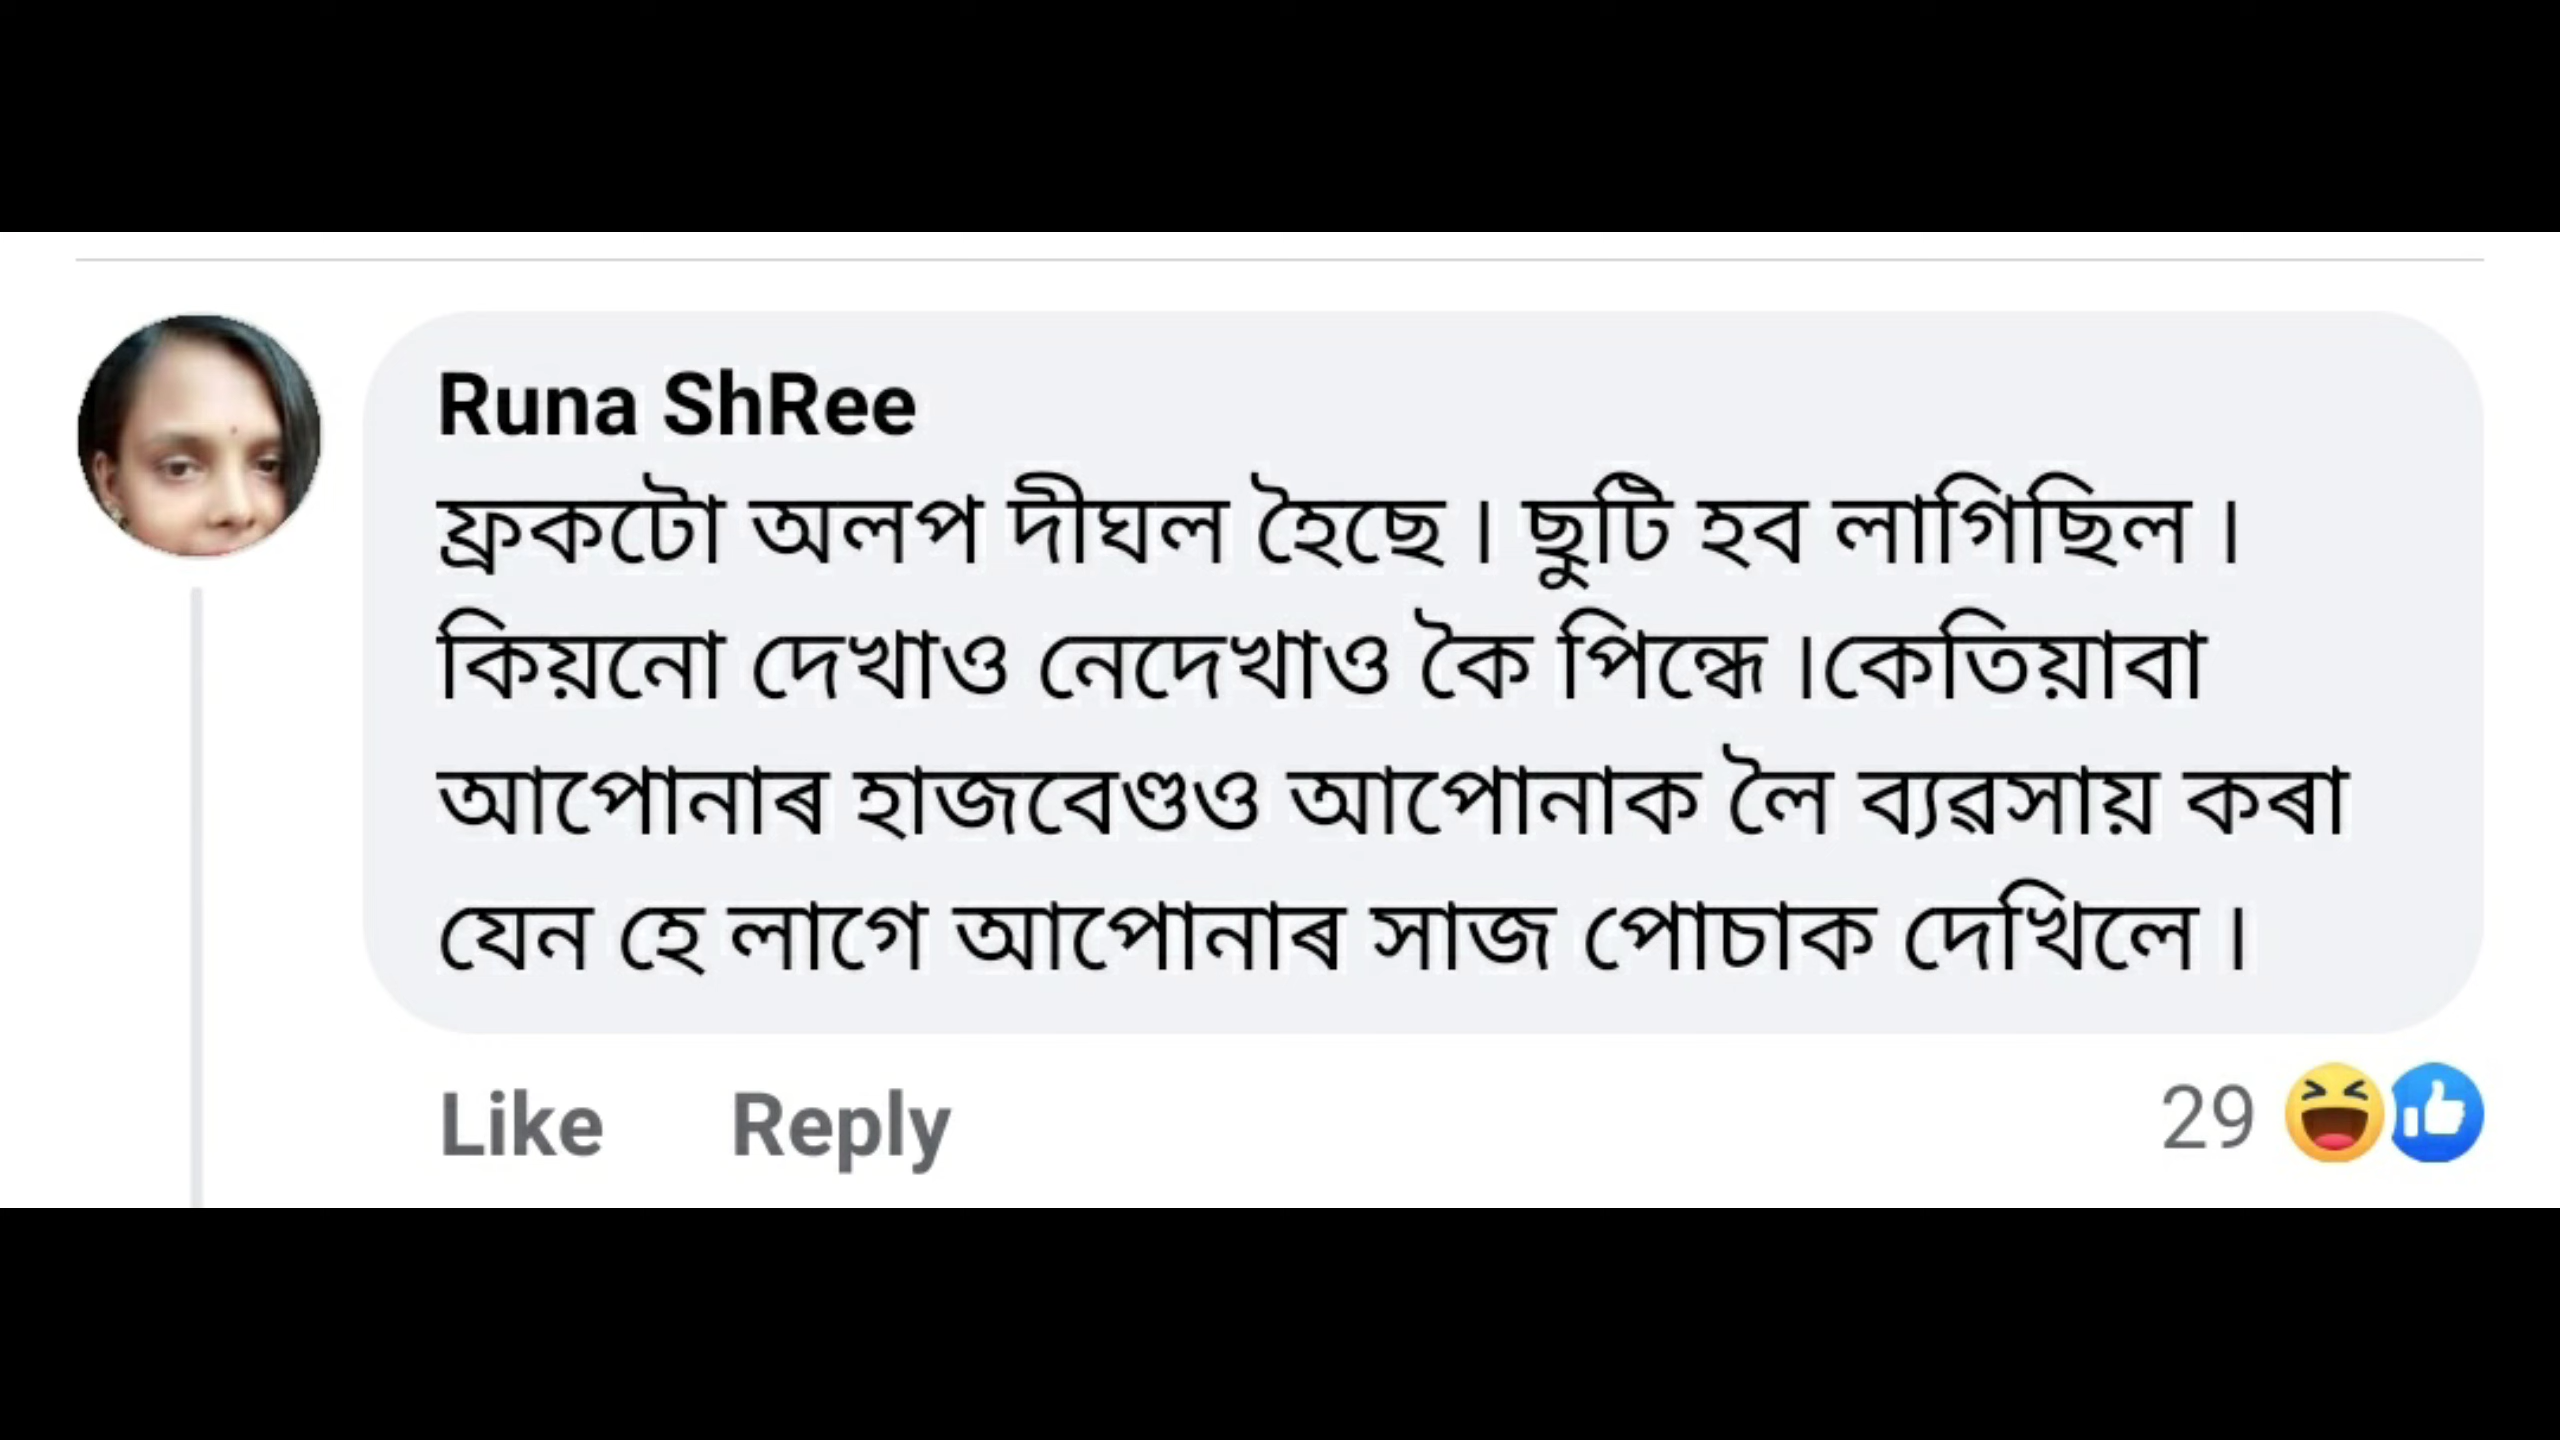 Runa ShRee
ফ্ৰকটো অলপ দীঘল হৈছে । ছুটি হব লাগিছিল ।
কিয়নো দেখাও নেদেখাও কৈ পিন্ধে ।কেতিয়াবা
আপোনাৰ হাজবেণ্ডও আপোনাক লৈ ব্যৱসায় কৰা
যেন হে লাগে আপোনাৰ সাজ পোচাক দেখিলে ।
Like Reply 29